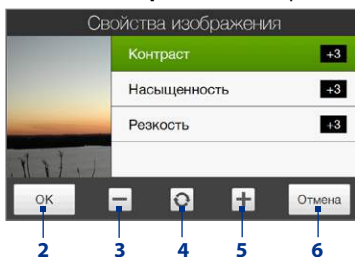 Свойства изображения
Контраст +3
Насыщенность +3
Резкость +3
OK Отмена
2 3 4 5 6